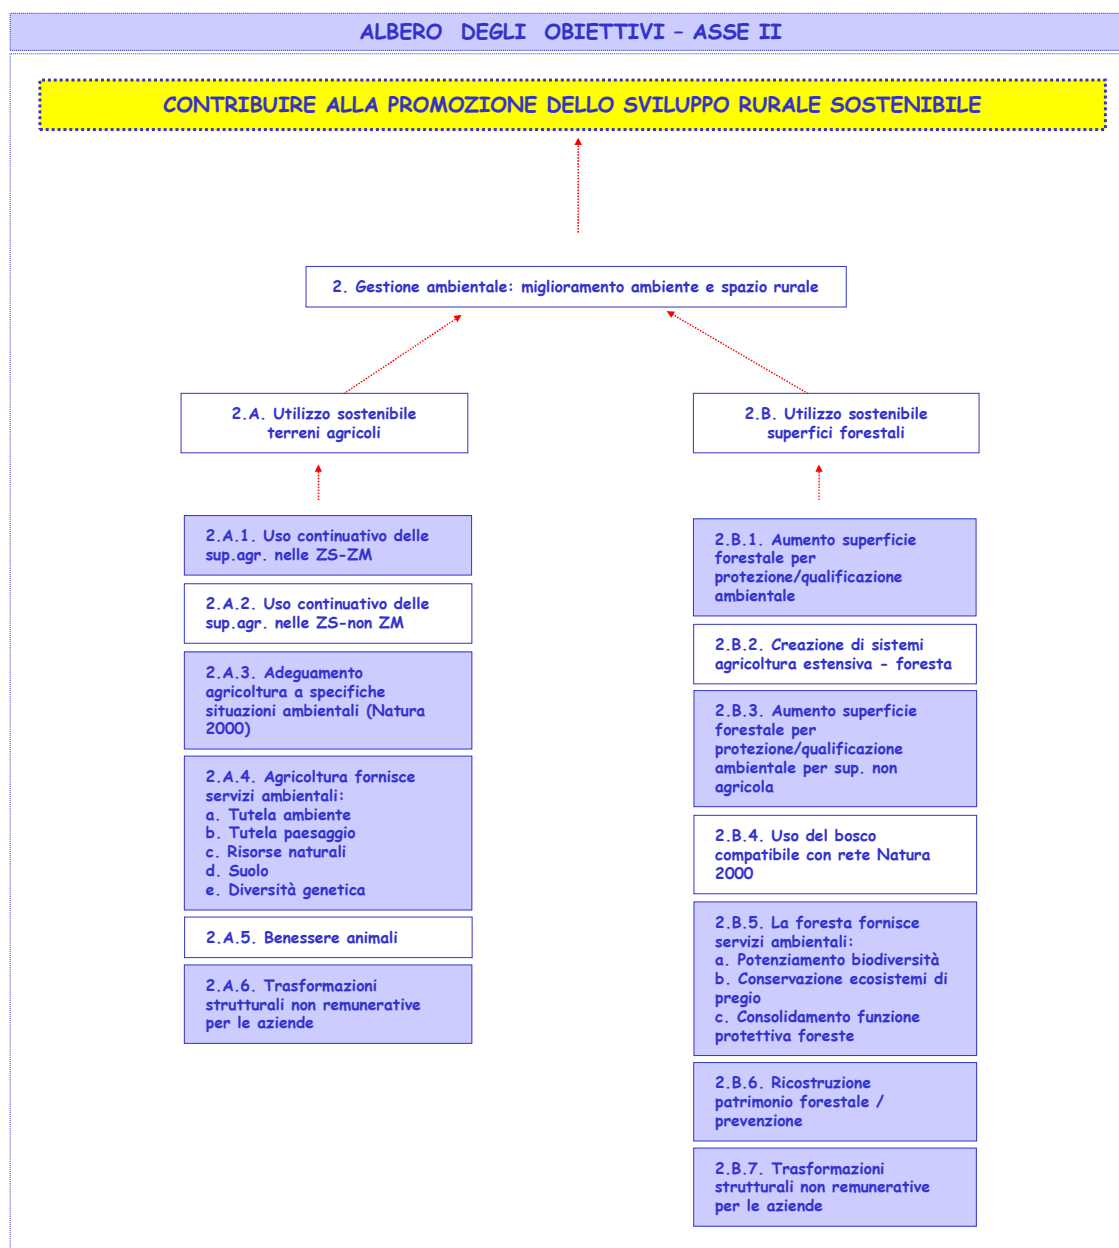 ALBERO DEGLI OBIETTIVI – ASSE II
CONTRIBUIRE ALLA PROMOZIONE DELLO SVILUPPO RURALE SOSTENIBILE
2. Gestione ambientale: miglioramento ambiente e spazio rurale
2.A. Utilizzo sostenibile
terreni agricoli
2.A.1. Uso continuativo delle
sup.agr. nelle ZS-ZM
2.A.2. Uso continuativo delle
sup.agr. nelle ZS-non ZM
2.A.3. Adeguamento
agricoltura a specifiche
situazioni ambientali (Natura
2000)
2.A.4. Agricoltura fornisce
servizi ambientali:
a. Tutela ambiente
b. Tutela paesaggio
c. Risorse naturali
d. Suolo
e. Diversità genetica
2.A.5. Benessere animali
2.A.6. Trasformazioni
strutturali non remunerative
per le aziende
2.B. Utilizzo sostenibile
superfici forestali
2.B.1. Aumento superficie
forestale per
protezione/qualificazione
ambientale
2.B.2. Creazione di sistemi
agricoltura estensiva - foresta
2.B.3. Aumento superficie
forestale per
protezione/qualificazione
ambientale per sup. non
agricola
2.B.4. Uso del bosco
compatibile con rete Natura
2000
2.B.5. La foresta fornisce
servizi ambientali:
a. Potenziamento biodiversità
b. Conservazione ecosistemi di
pregio
c. Consolidamento funzione
protettiva foreste
2.B.6. Ricostruzione
patrimonio forestale /
prevenzione
2.B.7. Trasformazioni
strutturali non remunerative
per le aziende